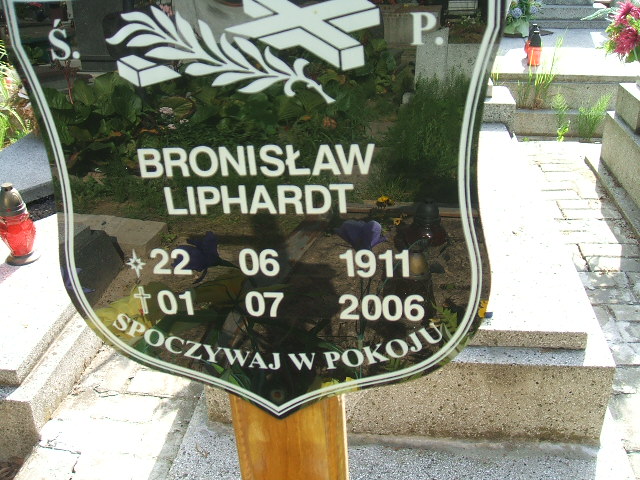 Ś. P.
BRONISŁAW
LIPHARDT
22 06 1911
01 07 2006
SPOCZYWAJ W POKOJU